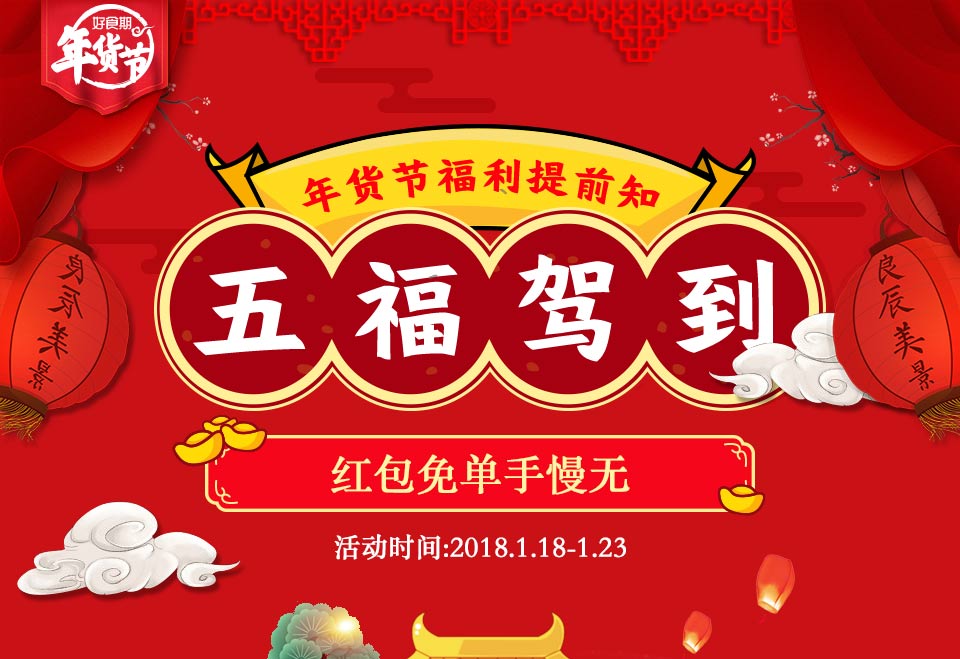 好食期
年货节
年货节福利提前知
五福驾到
良辰美景
良辰美景
红包免单手慢无
活动时间:2018.1.18-1.23